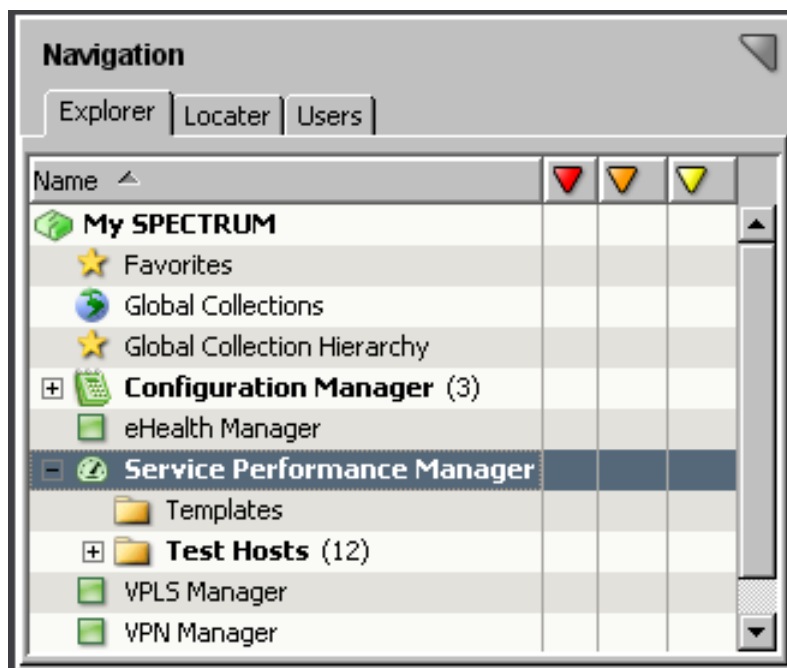 Navigation
Explorer Locater Users
Name
My SPECTRUM
Favorites
Global Collections
Global Collection Hierarchy
Configuration Manager (3)
eHealth Manager
Service Performance Manager
Templates
Test Hosts (12)
VPLS Manager
VPN Manager